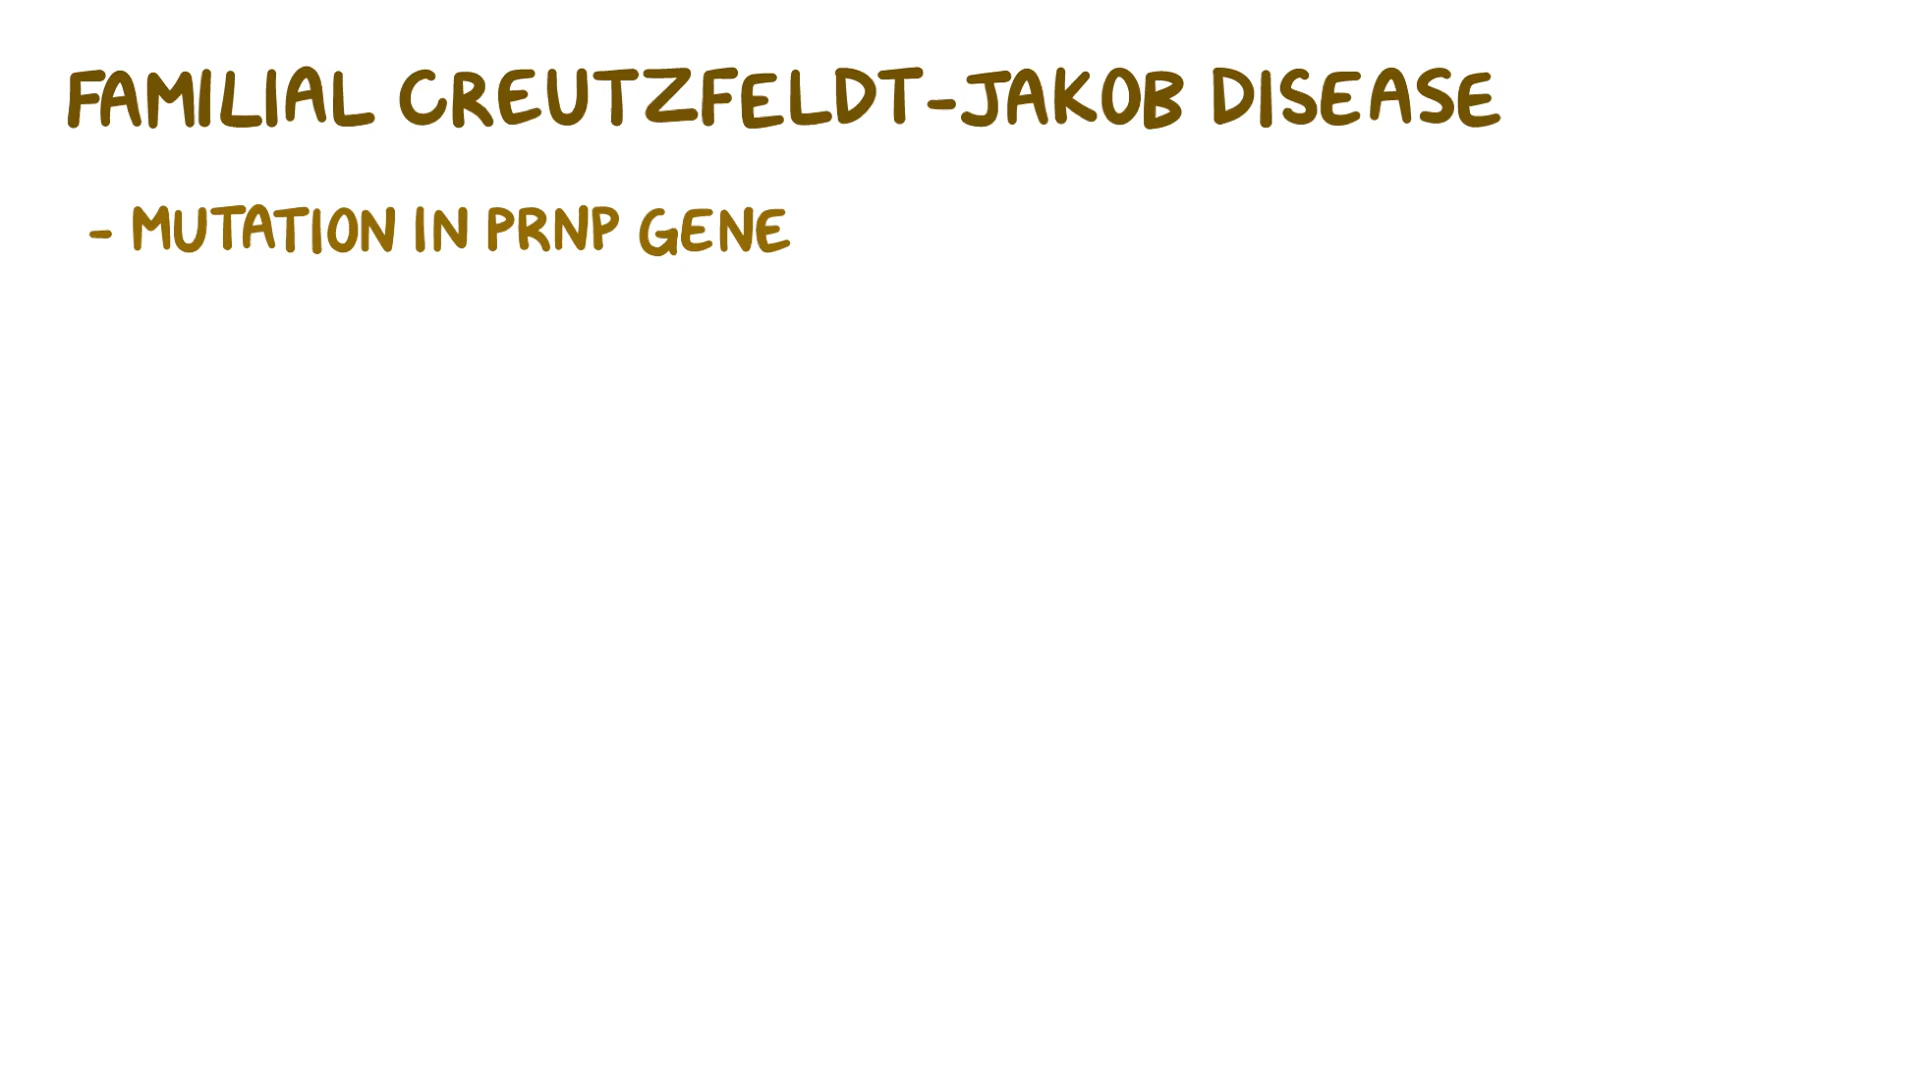 FAMILIAL CREUTZFELDT-JAKOB DISEASE
- MUTATION IN PRNP GENE